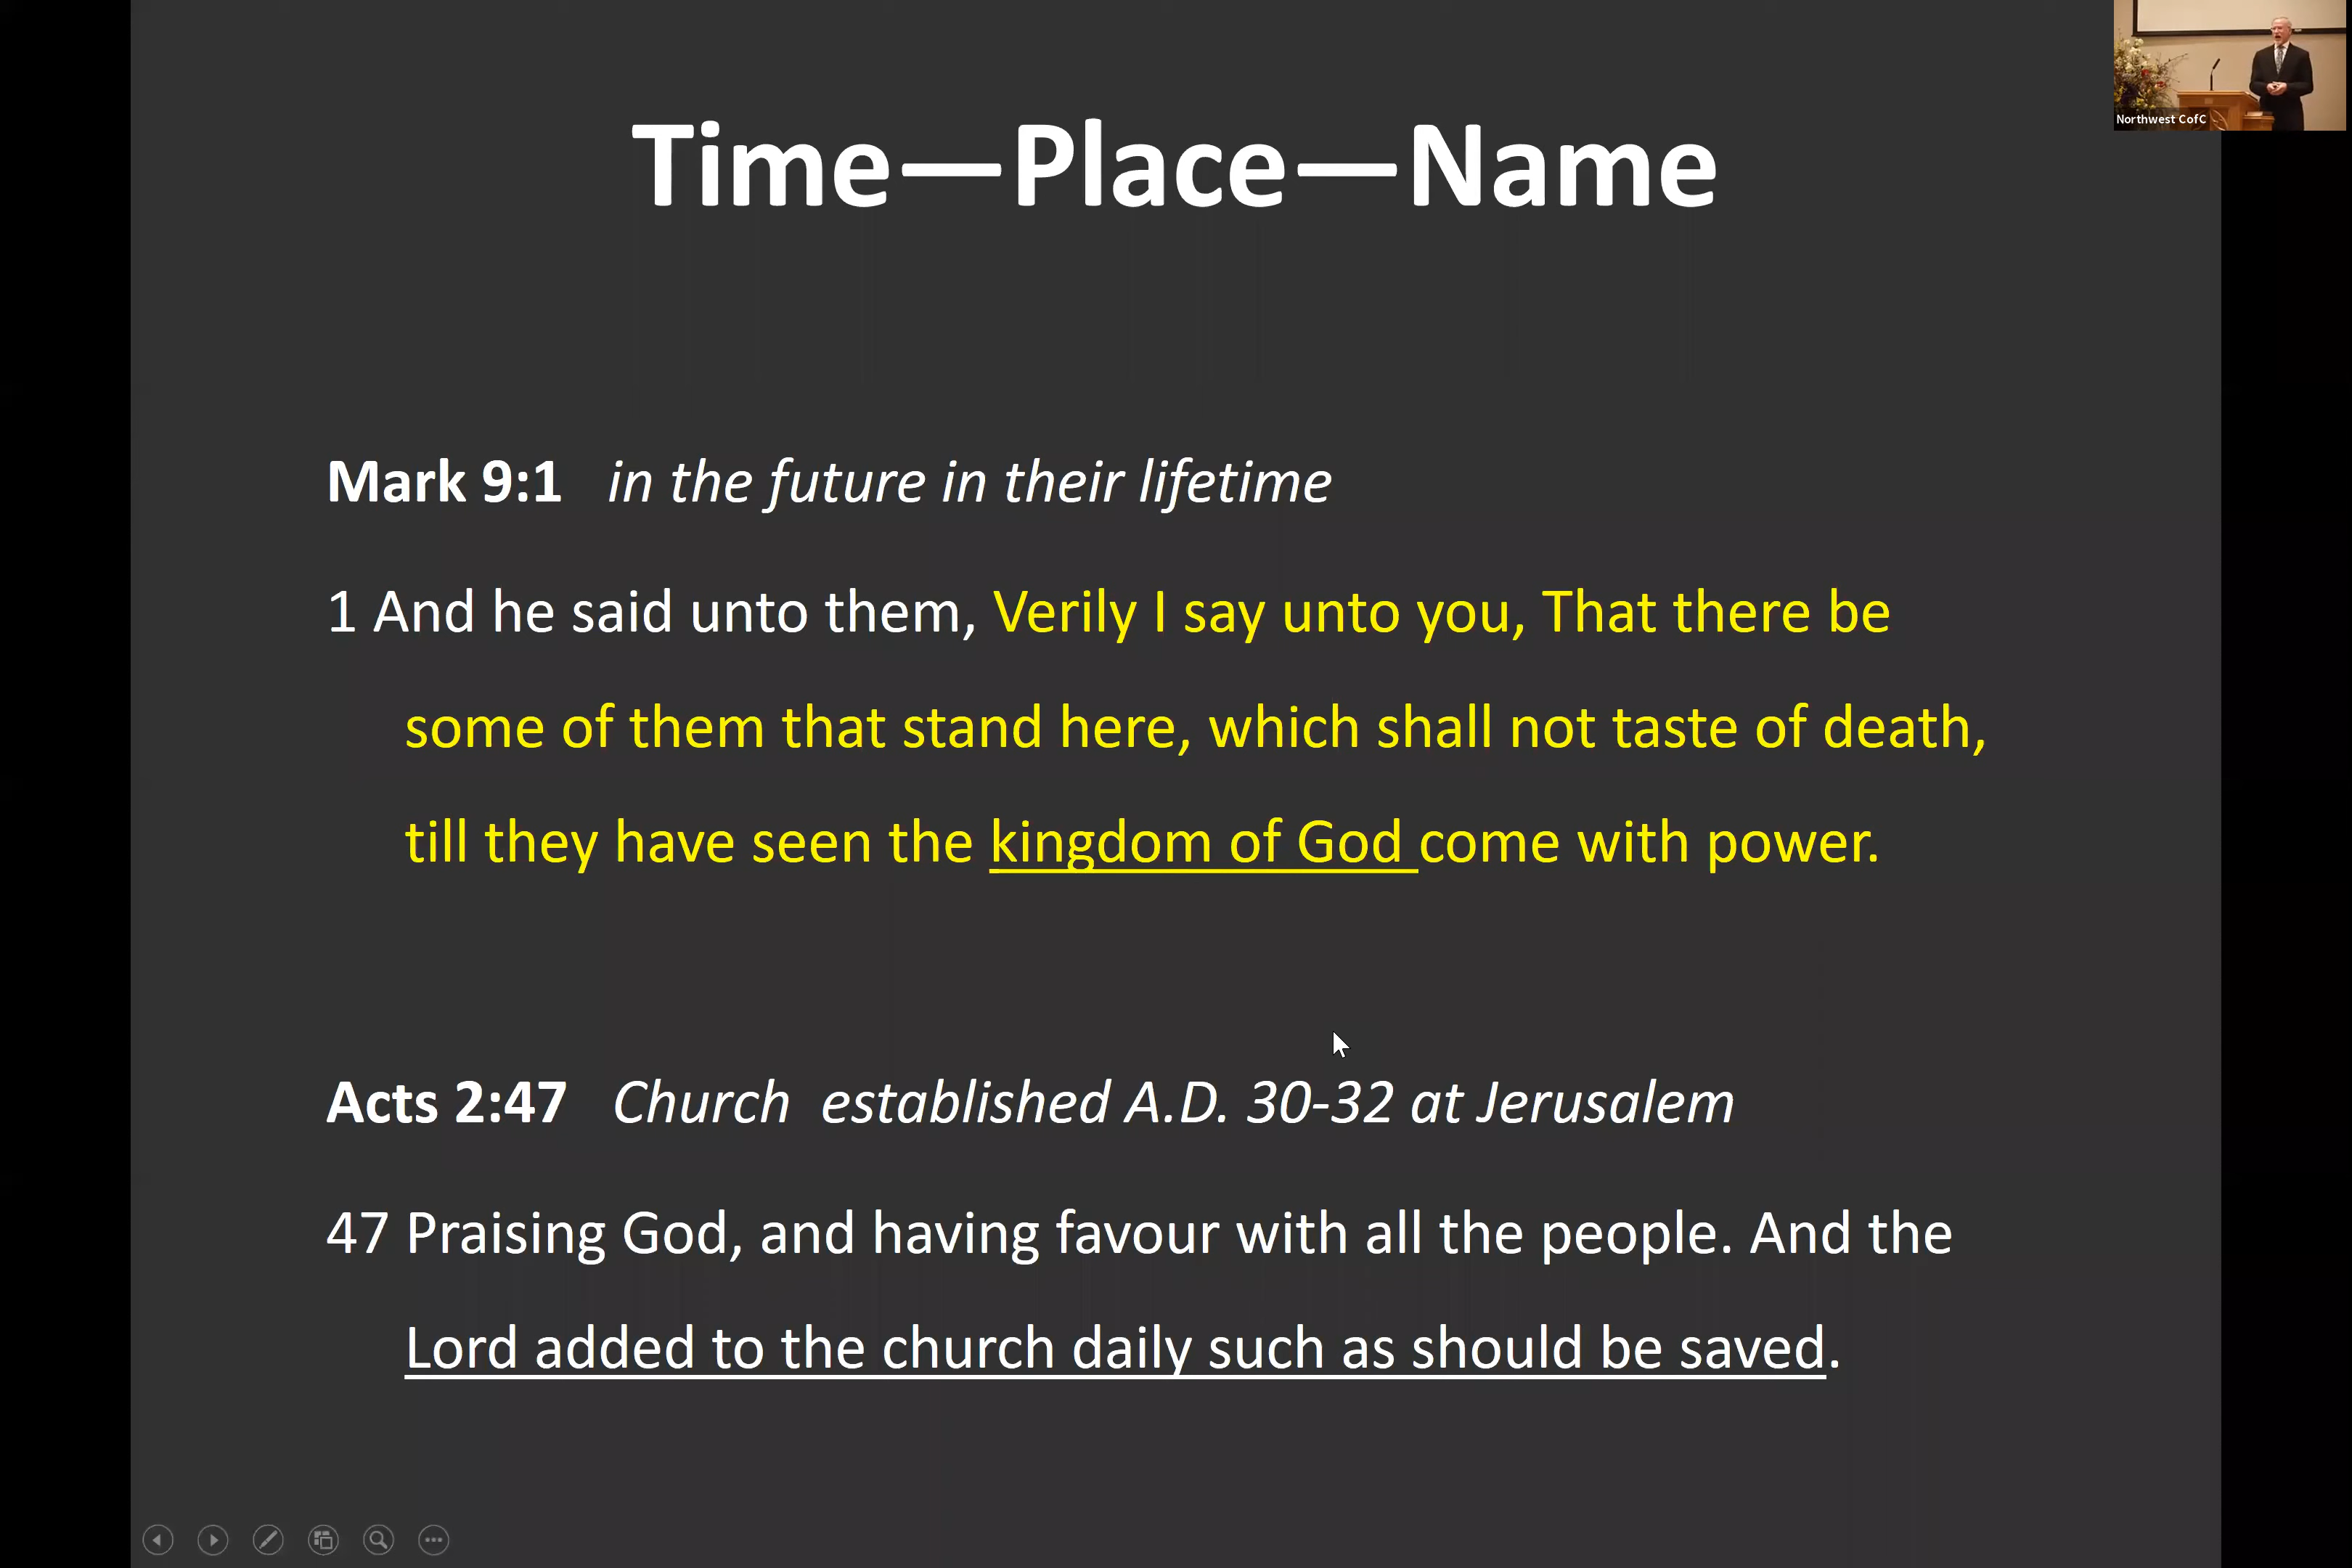 Northwest CofC
Time—Place—Name
Mark 9:1 in the future in their lifetime
1 And he said unto them, Verily I say unto you, That there be
some of them that stand here, which shall not taste of death,
till they have seen the kingdom of God come with power.
Acts 2:47 Church established A.D. 30-32 at Jerusalem
47 Praising God, and having favour with all the people. And the
Lord added to the church daily such as should be saved.